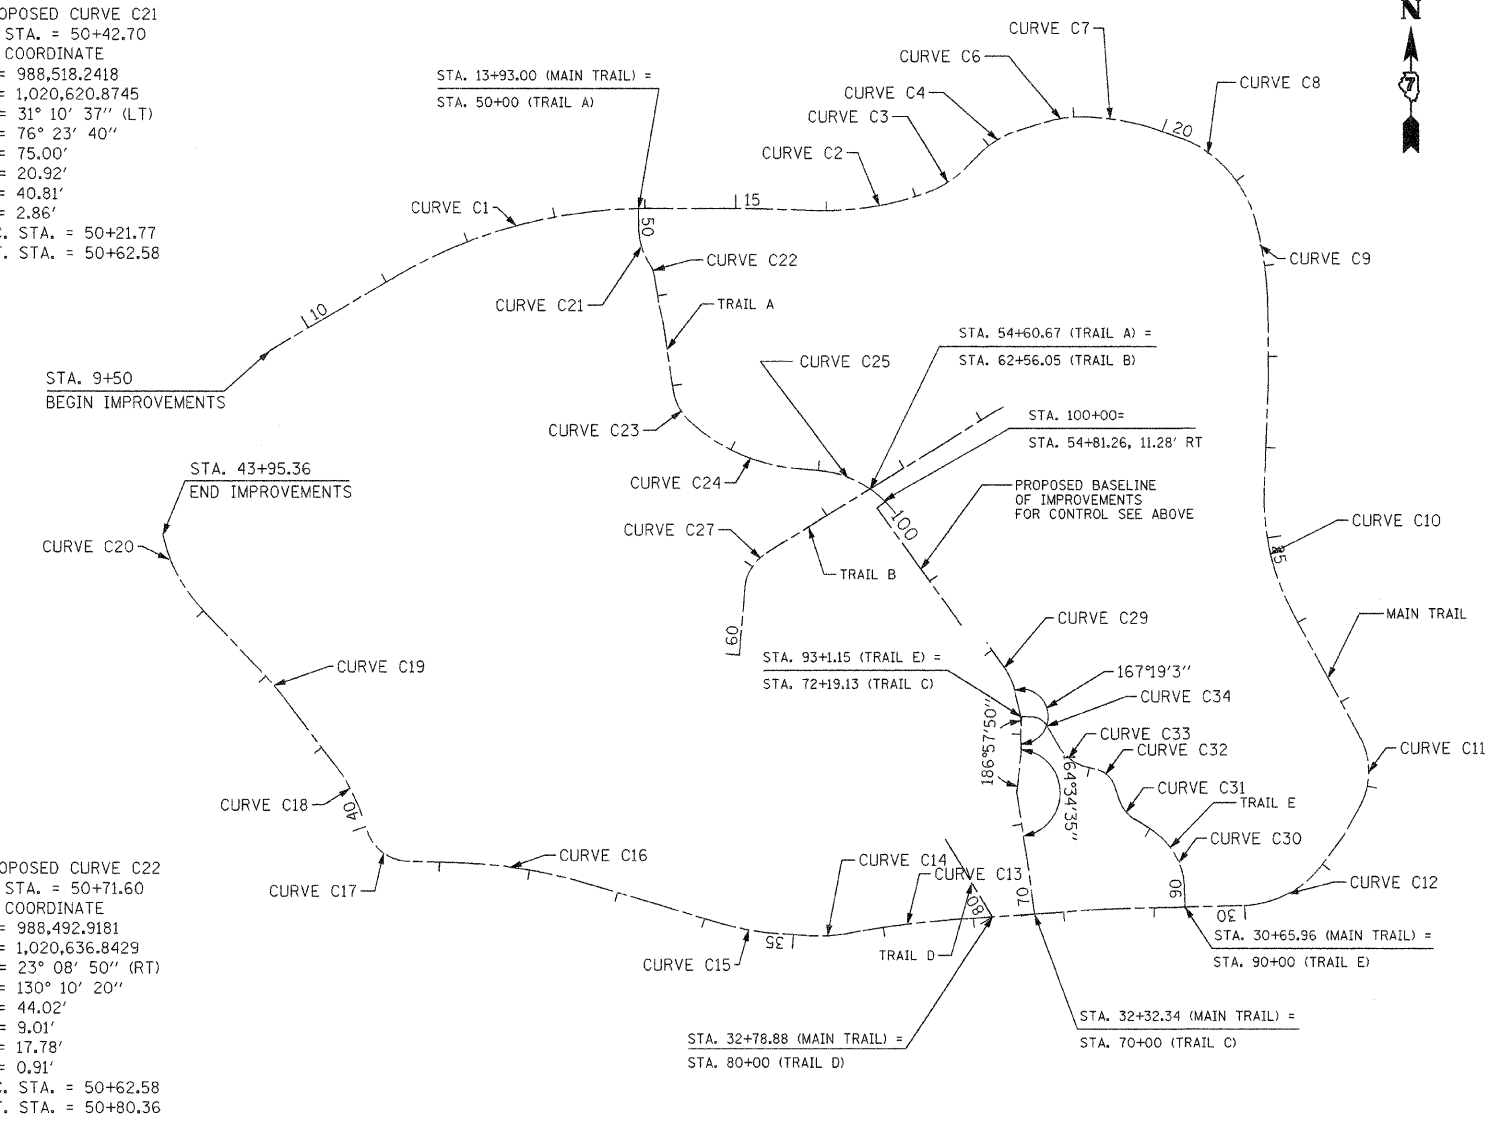 OPOSED CURVE C21
STA. = 50+42.70
COORDINATE
= 988,518.2418
= 1,020,620.8745
= 31° 10' 37" (LT)
= 76° 23' 40"
= 75.00'
= 20.92'
= 40.81'
= 2.86'
C. STA. = 50+21.77
T. STA. = 50+62.58
OPOSED CURVE C22
STA. = 50+71.60
COORDINATE
= 988,492.9181
= 1,020,636.8429
= 23° 08' 50" (RT)
= 130° 10' 20"
= 44.02'
= 9.01'
= 17.78'
= 0.91'
C. STA. = 50+62.58
T. STA. = 50+80.36
N
7
CURVE C7
CURVE C6
CURVE C4
CURVE C3
CURVE C2
CURVE C8
20
STA. 13+93.00 (MAIN TRAIL) =
STA. 50+00 (TRAIL A)
15
CURVE C1
50
CURVE C22
CURVE C9
CURVE C21
TRAIL A
10
STA. 9+50
BEGIN IMPROVEMENTS
STA. 54+60.67 (TRAIL A) =
STA. 62+56.05 (TRAIL B)
CURVE C25
STA. 100+00=
STA. 54+81.26, 11.28' RT
CURVE C23
STA. 43+95.36
END IMPROVEMENTS
CURVE C24
PROPOSED BASELINE
OF IMPROVEMENTS
FOR CONTROL SEE ABOVE
100
CURVE C27
CURVE C10
25
CURVE C20
TRAIL B
60
MAIN TRAIL
CURVE C29
STA. 93+1.15 (TRAIL E) =
STA. 72+19.13 (TRAIL C)
CURVE C19
167°19'3"
CURVE C34
186°57'50"
CURVE C33
CURVE C32
164°34'35"
CURVE C11
CURVE C31
TRAIL E
CURVE C30
CURVE C18
40
CURVE C16
CURVE C14
CURVE C13
CURVE C17
CURVE C12
80
70
90
30
35
CURVE C15
TRAIL D
STA. 30+65.96 (MAIN TRAIL) =
STA. 90+00 (TRAIL E)
STA. 32+32.34 (MAIN TRAIL) =
STA. 70+00 (TRAIL C)
STA. 32+78.88 (MAIN TRAIL) =
STA. 80+00 (TRAIL D)